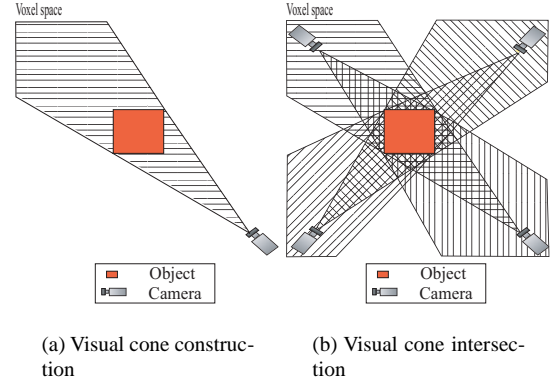 Voxel space
Voxel space
Object
Camera
Object
Camera
(a) Visual cone construc-
tion
(b) Visual cone intersec-
tion